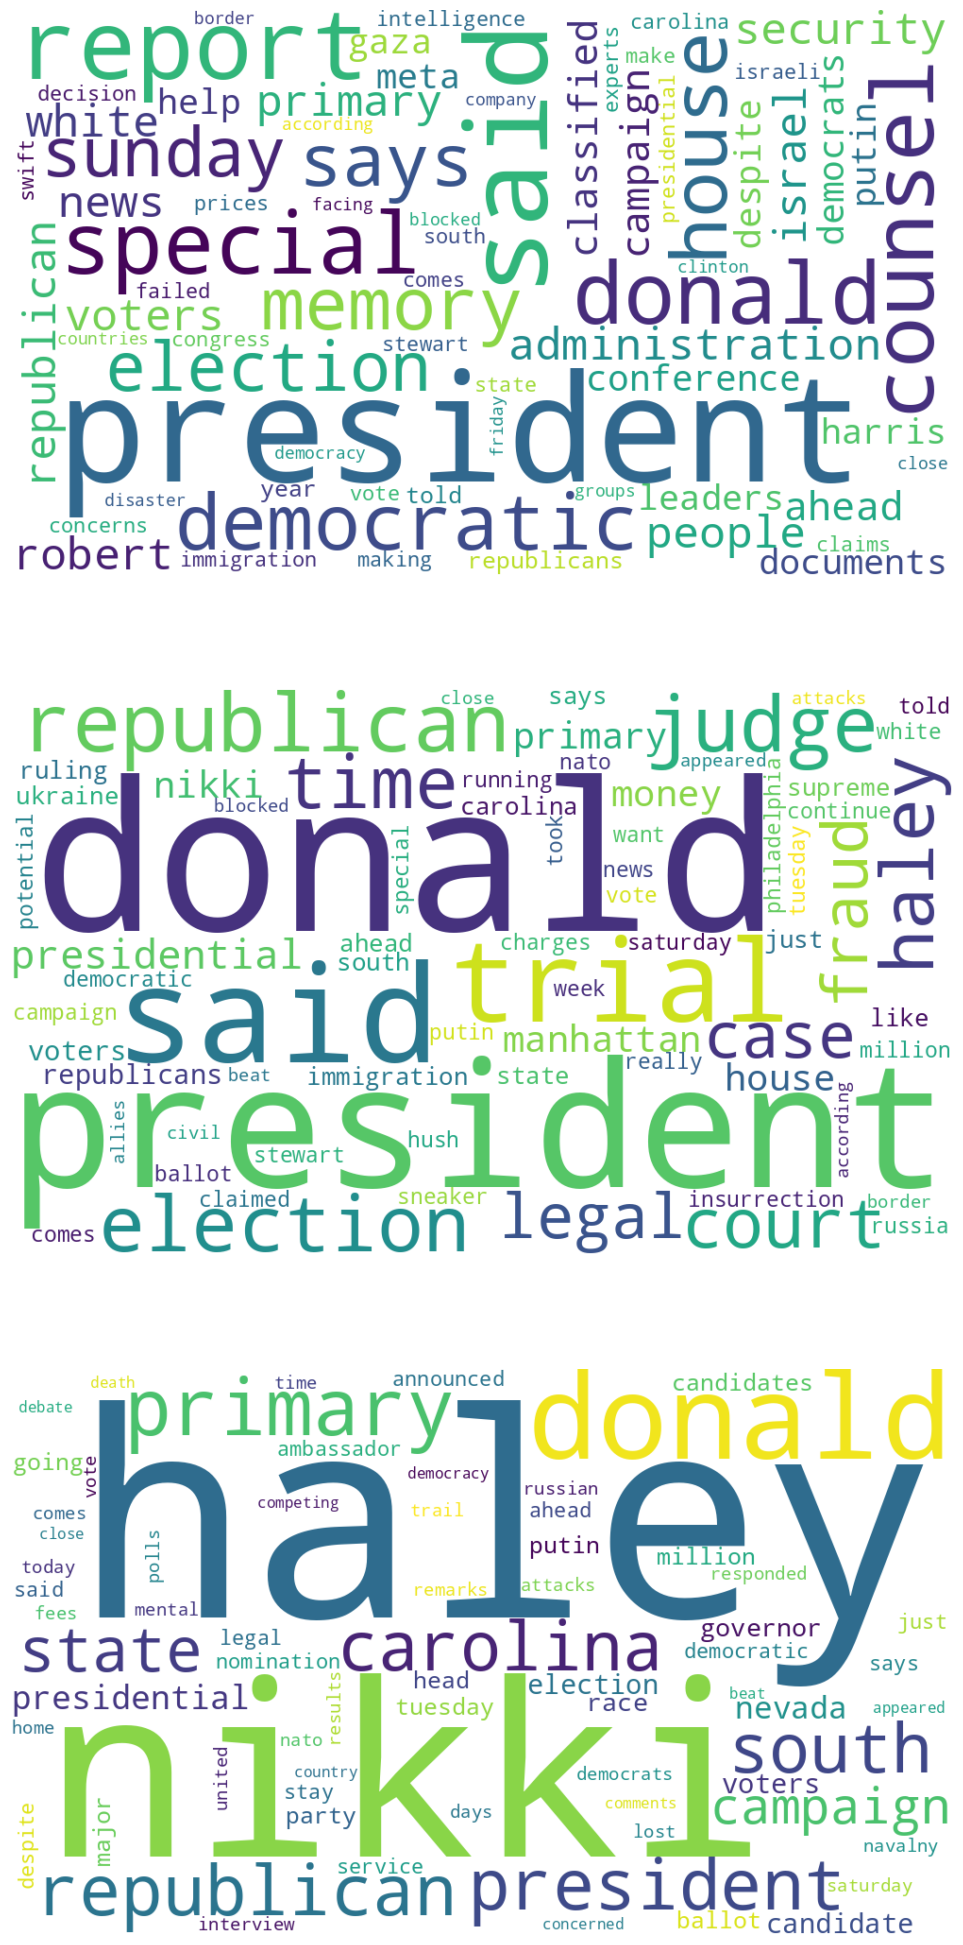 border
intelligence
carolina
report
gaza
said
classified
experts
house
security
make
meta
israeli
decision
help
primary
company
counsel
white
according
campaign
presidential
despite
israel
democrats
putin
sunday
says
swift
news
prices
facing
special
blocked
south
republican
clinton
comes
donald
failed
memory
voters
countries
congress
stewart
administration
election
state
conference
president
friday
harris
democracy
close
disaster
year
vote
told
groups
leaders
ahead
concerns
democratic
people
claims
robert
immigration
making
republicans
documents
republican
close
says
judge
attacks
told
primary
white
ruling
nikki
time
nato
appeared
running
ukraine
blocked
carolina
money
philadelphia
supreme
continue
haley
donald
potential
special
took
want
news
vote
tuesday
fraud
presidential
ahead
south
charges
saturday
just
democratic
said
trial
week
campaign
putin
manhattan
case
like
voters
really
million
republicans
beat
immigration
state
house
president
allies
civil
hush
according
stewart
ballot
claimed
sneaker
insurrection
border
comes
election
legal
court
russia
death
time
announced
candidates
debate
primary
donald
going
vote
ambassador
haley
democracy
competing
russian
comes
trail
ahead
close
polls
putin
million
today
responded
said
remarks
attacks
fees
mental
governor
just
state
legal
carolina
democratic
nomination
says
presidential
results
head
election
race
beat
nevada
appeared
tuesday
home
nikki
nato
south
united
country
democrats
voters
stay
party
days
comments
campaign
despite
major
lost
navalny
republican
service
president
saturday
interview
concerned
ballot
candidate